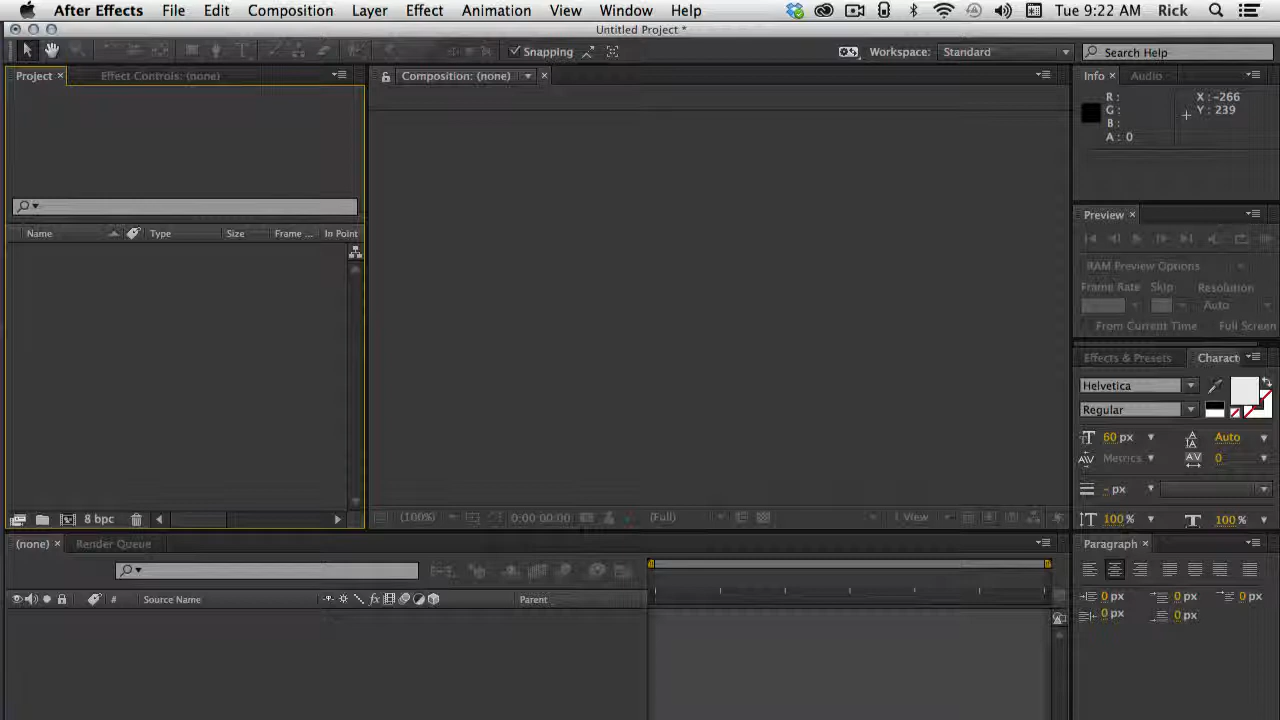 After Effects File Edit Composition Layer Effect Animation View Window Help Tue 9:22 AM Rick
Untitled Project *
Snapping Workspace: Standard Search Help
Project Effect Controls: (none) Composition: (none) Info Audio
R : X : -266
G : Y : 239
B :
A : 0
Preview
Name Type Size Frame ... In Point
RAM Preview Options
Frame Rate Skip Resolution
Auto
From Current Time Full Screen
Effects & Presets Charact
Helvetica
Regular
60 px Auto
Metrics 0
- px
8 bpc (100%) 0:00:00:00 (Full) 1 View 100 % 100 %
(none) Render Queue Paragraph
# Source Name fx Parent
0 px 0 px 0 px
0 px 0 px